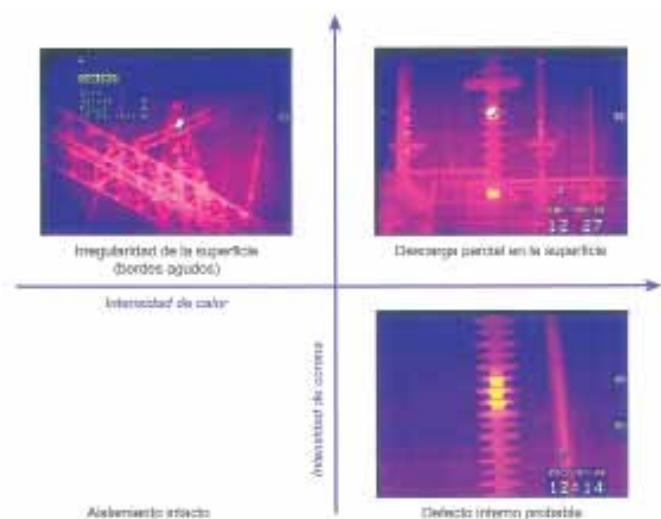 12 27
Irregularidad de la superficie
(bordes agudos)
Descarga parcial en la superficie
Intensidad de calor
Intensidad de corona
12:14
Aislamiento intacto
Defecto interno probable